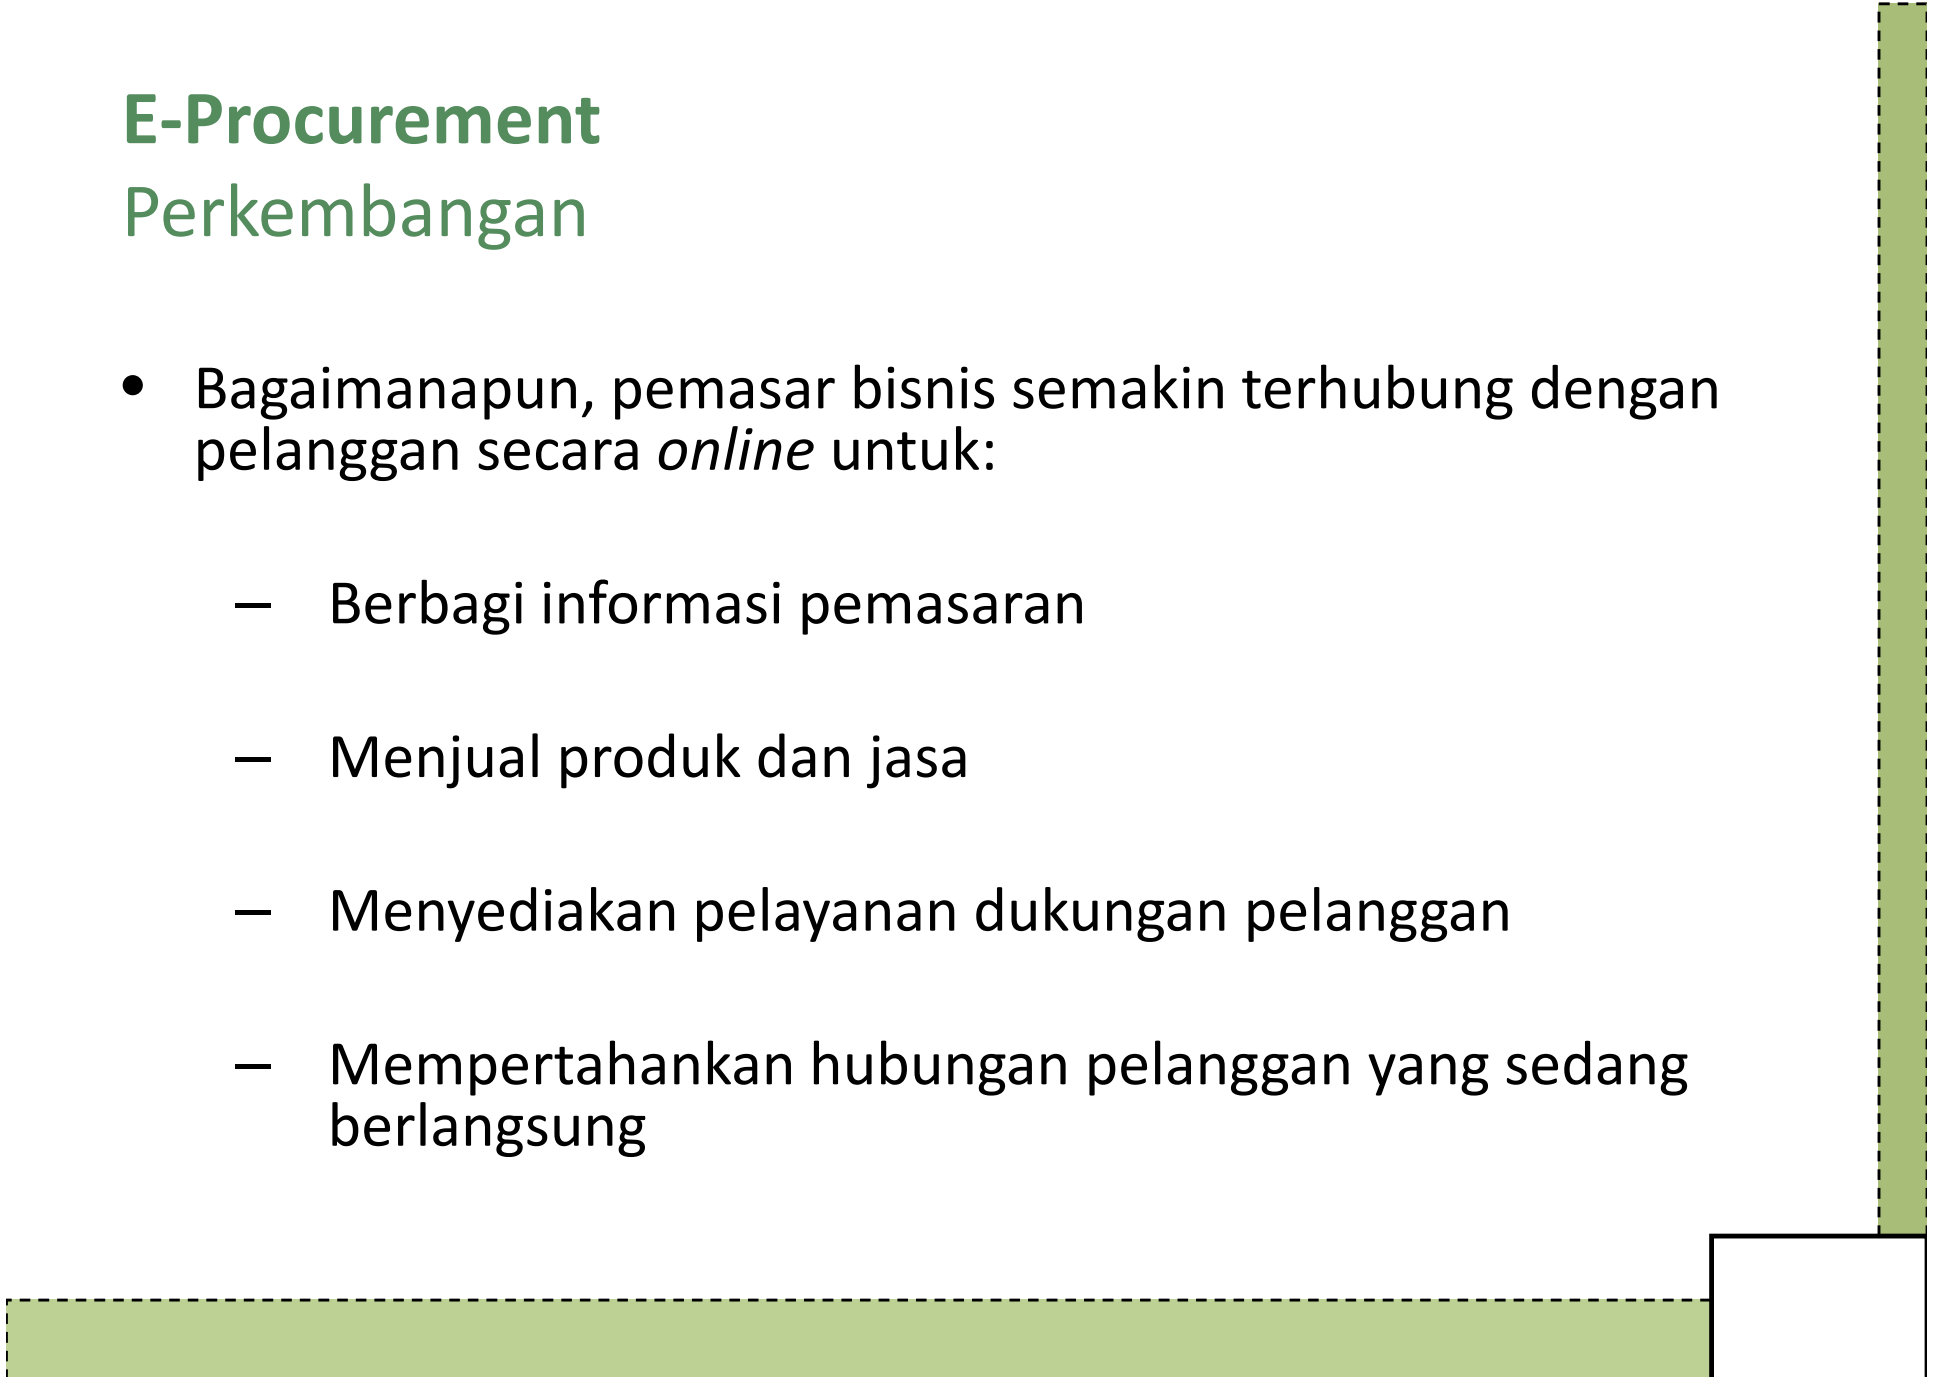 E-Procurement
Perkembangan
• Bagaimanapun, pemasar bisnis semakin terhubung dengan
pelanggan secara online untuk:
– Berbagi informasi pemasaran
– Menjual produk dan jasa
– Menyediakan pelayanan dukungan pelanggan
– Mempertahankan hubungan pelanggan yang sedang
berlangsung